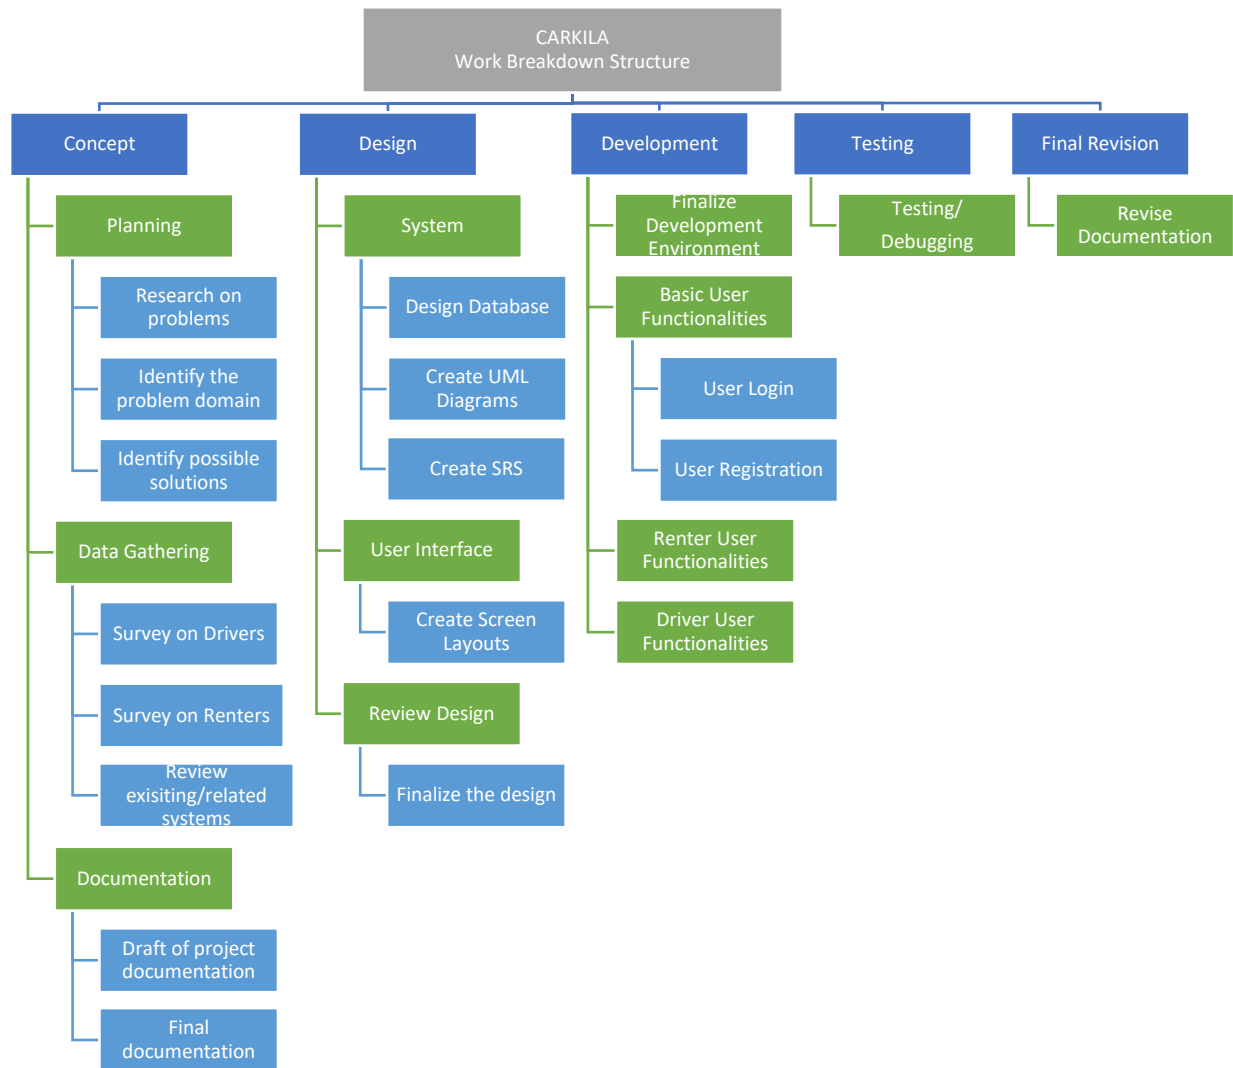 CARKILA
Work Breakdown Structure
Concept
Planning
Research on
problems
Identify the
problem domain
Identify possible
solutions
Data Gathering
Survey on Drivers
Survey on Renters
Review
exisiting/related
systems
Documentation
Draft of project
documentation
Final
documentation
Design
System
Design Database
Create UML
Diagrams
Create SRS
User Interface
Create Screen
Layouts
Review Design
Finalize the design
Development
Finalize
Development
Environment
Basic User
Functionalities
User Login
User Registration
Renter User
Functionalities
Driver User
Functionalities
Testing
Testing/
Debugging
Final Revision
Revise
Documentation